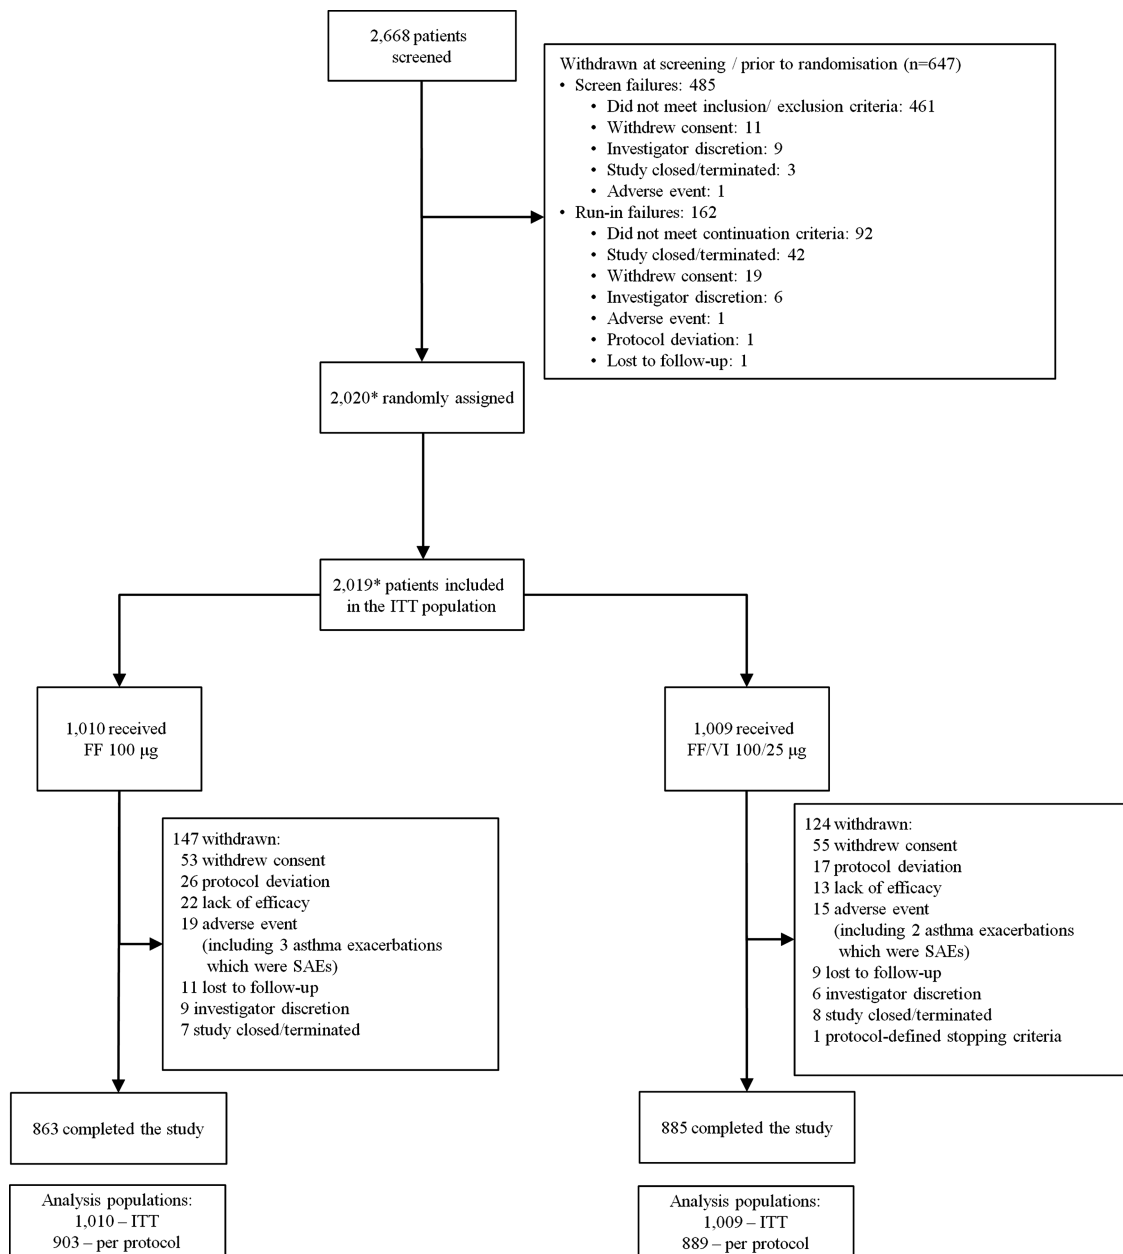 2,668 patients
screened
Withdrawn at screening / prior to randomisation (n=647)
• Screen failures: 485
• Did not meet inclusion/ exclusion criteria: 461
• Withdrew consent: 11
• Investigator discretion: 9
• Study closed/terminated: 3
• Adverse event: 1
• Run-in failures: 162
• Did not meet continuation criteria: 92
• Study closed/terminated: 42
• Withdrew consent: 19
• Investigator discretion: 6
• Adverse event: 1
• Protocol deviation: 1
• Lost to follow-up: 1
2,020* randomly assigned
2,019* patients included
in the ITT population
1,010 received
FF 100 μg
1,009 received
FF/VI 100/25 μg
147 withdrawn:
53 withdrew consent
26 protocol deviation
22 lack of efficacy
19 adverse event
(including 3 asthma exacerbations
which were SAEs)
11 lost to follow-up
9 investigator discretion
7 study closed/terminated
124 withdrawn:
55 withdrew consent
17 protocol deviation
13 lack of efficacy
15 adverse event
(including 2 asthma exacerbations
which were SAEs)
9 lost to follow-up
6 investigator discretion
8 study closed/terminated
1 protocol-defined stopping criteria
863 completed the study
885 completed the study
Analysis populations:
1,010 – ITT
903 – per protocol
Analysis populations:
1,009 – ITT
889 – per protocol